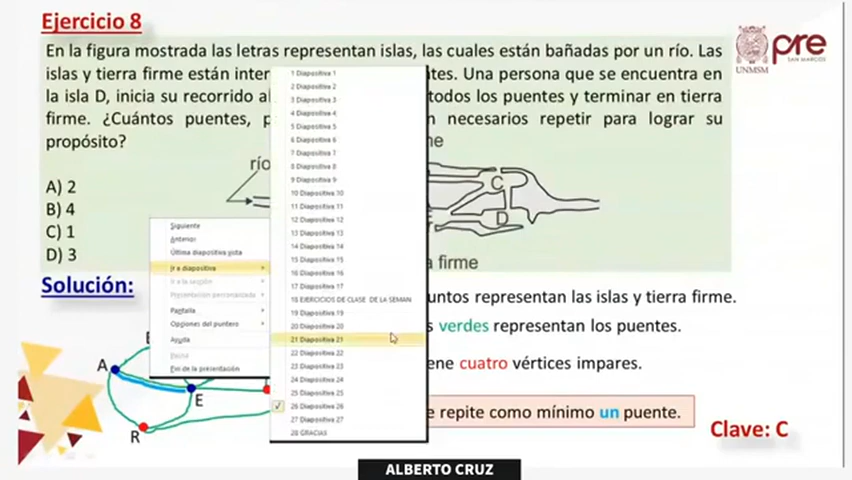 Ejercicio 8
En la figura mostrada las letras representan islas, las cuales están bañadas por un río. Las
islas y tierra firme están inter tes. Una persona que se encuentra en
la isla D, inicia su recorrido al todos los puentes y terminar en tierra
firme. ¿Cuántos puentes, p n necesarios repetir para lograr su
propósito?
A) 2
B) 4
C) 1
D) 3
río
me
C
D
a firme
UNMSM
pre
SAN MARCOS
Siguiente
Anterior
Última diapositiva vista
Ir a diapositiva
Ir a la sección
Presentación personalizada
Pantalla
Opciones del puntero
Ayuda
Pausa
Fin de la presentación
1 Diapositiva 1
2 Diapositiva 2
3 Diapositiva 3
4 Diapositiva 4
5 Diapositiva 5
6 Diapositiva 6
7 Diapositiva 7
8 Diapositiva 8
9 Diapositiva 9
10 Diapositiva 10
11 Diapositiva 11
12 Diapositiva 12
13 Diapositiva 13
14 Diapositiva 14
15 Diapositiva 15
16 Diapositiva 16
17 Diapositiva 17
18 EJERCICIOS DE CLASE DE LA SEMAN
19 Diapositiva 19
20 Diapositiva 20
21 Diapositiva 21
22 Diapositiva 22
23 Diapositiva 23
24 Diapositiva 24
25 Diapositiva 25
26 Diapositiva 26
27 Diapositiva 27
28 GRACIAS
Solución:
untos representan las islas y tierra firme.
s verdes representan los puentes.
ene cuatro vértices impares.
e repite como mínimo un puente.
Clave: C
A
E
R
ALBERTO CRUZ